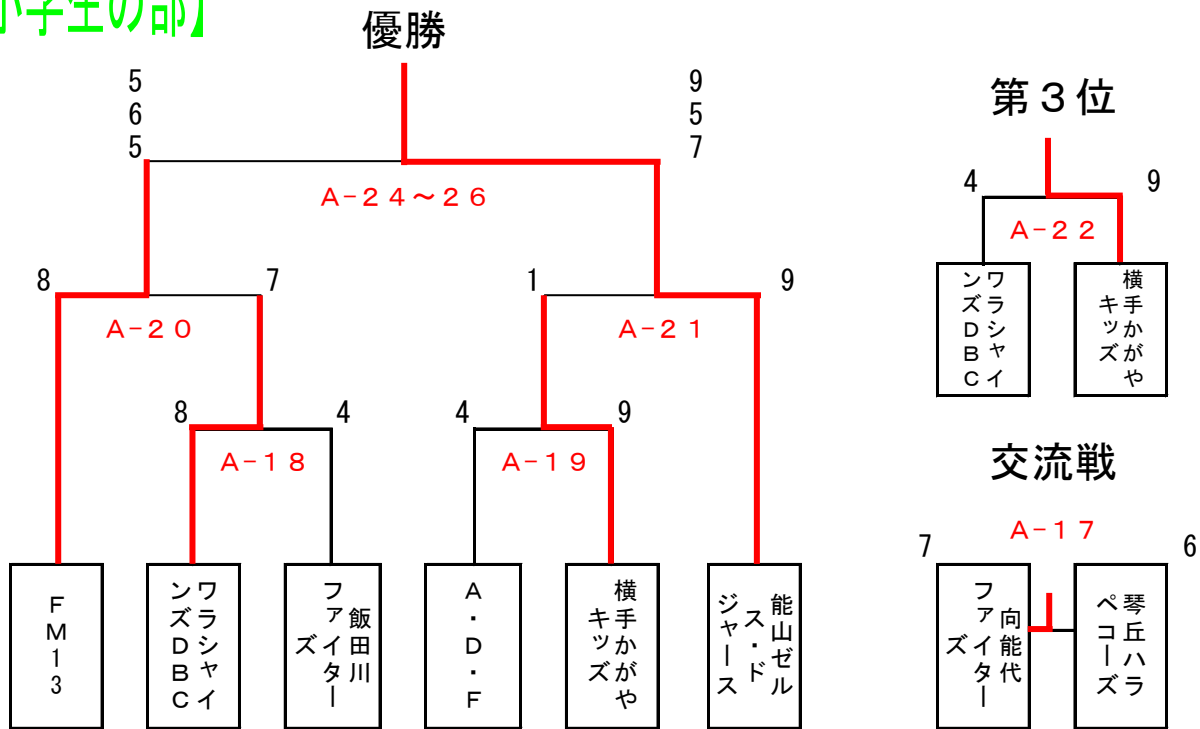 小学生の部】
優勝
5
6
5
9
5
7
A-24～26
8
7
A-20
1
9
A-21
8
4
A-18
4
9
A-19
FM13
ワラシャイ
ンズDBC
飯田川
ファイター
ズ
A・D・F
横手かがや
キッズ
能山ゼル
ス・ド
ジャース
第3位
4
9
A-22
ワラシャイ
ンズDBC
横手かがや
キッズ
交流戦
A-17
7
6
向能代
ファイター
ズ
琴丘ハラ
ペコーズ